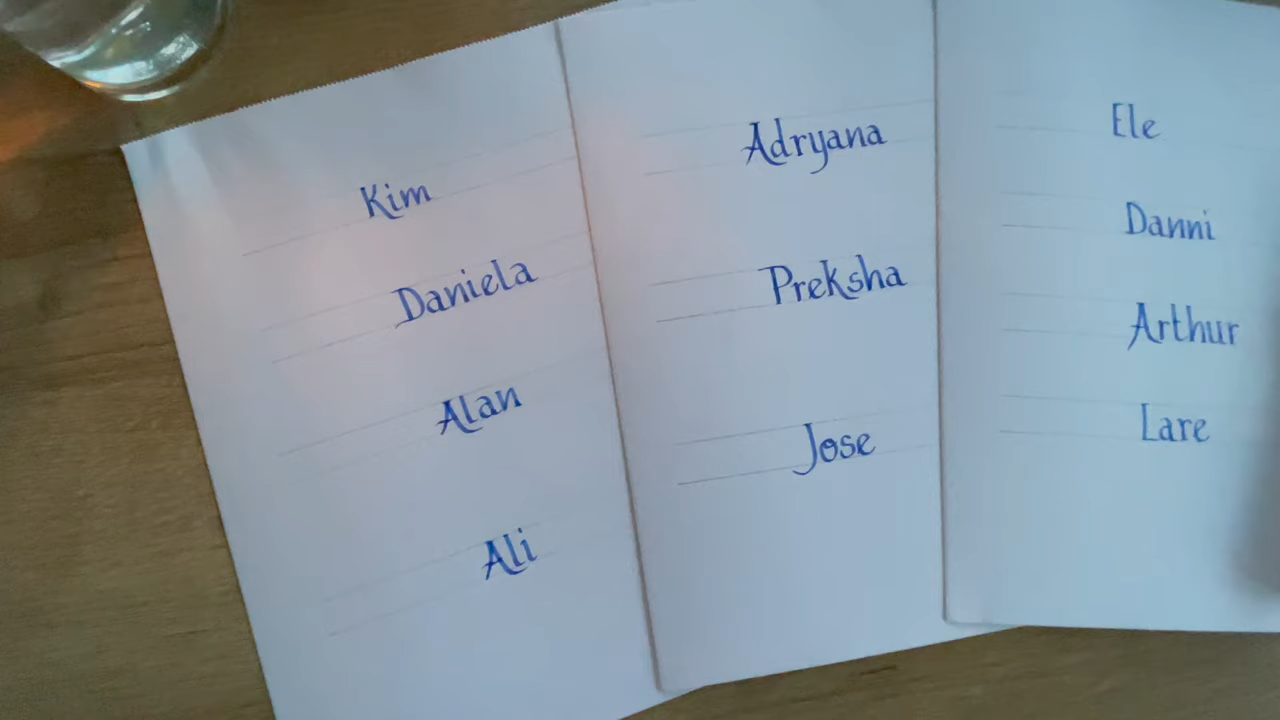 Kim
Daniela
Alan
Ali
Adryana
Preksha
Jose
Ele
Danni
Arthur
Lare